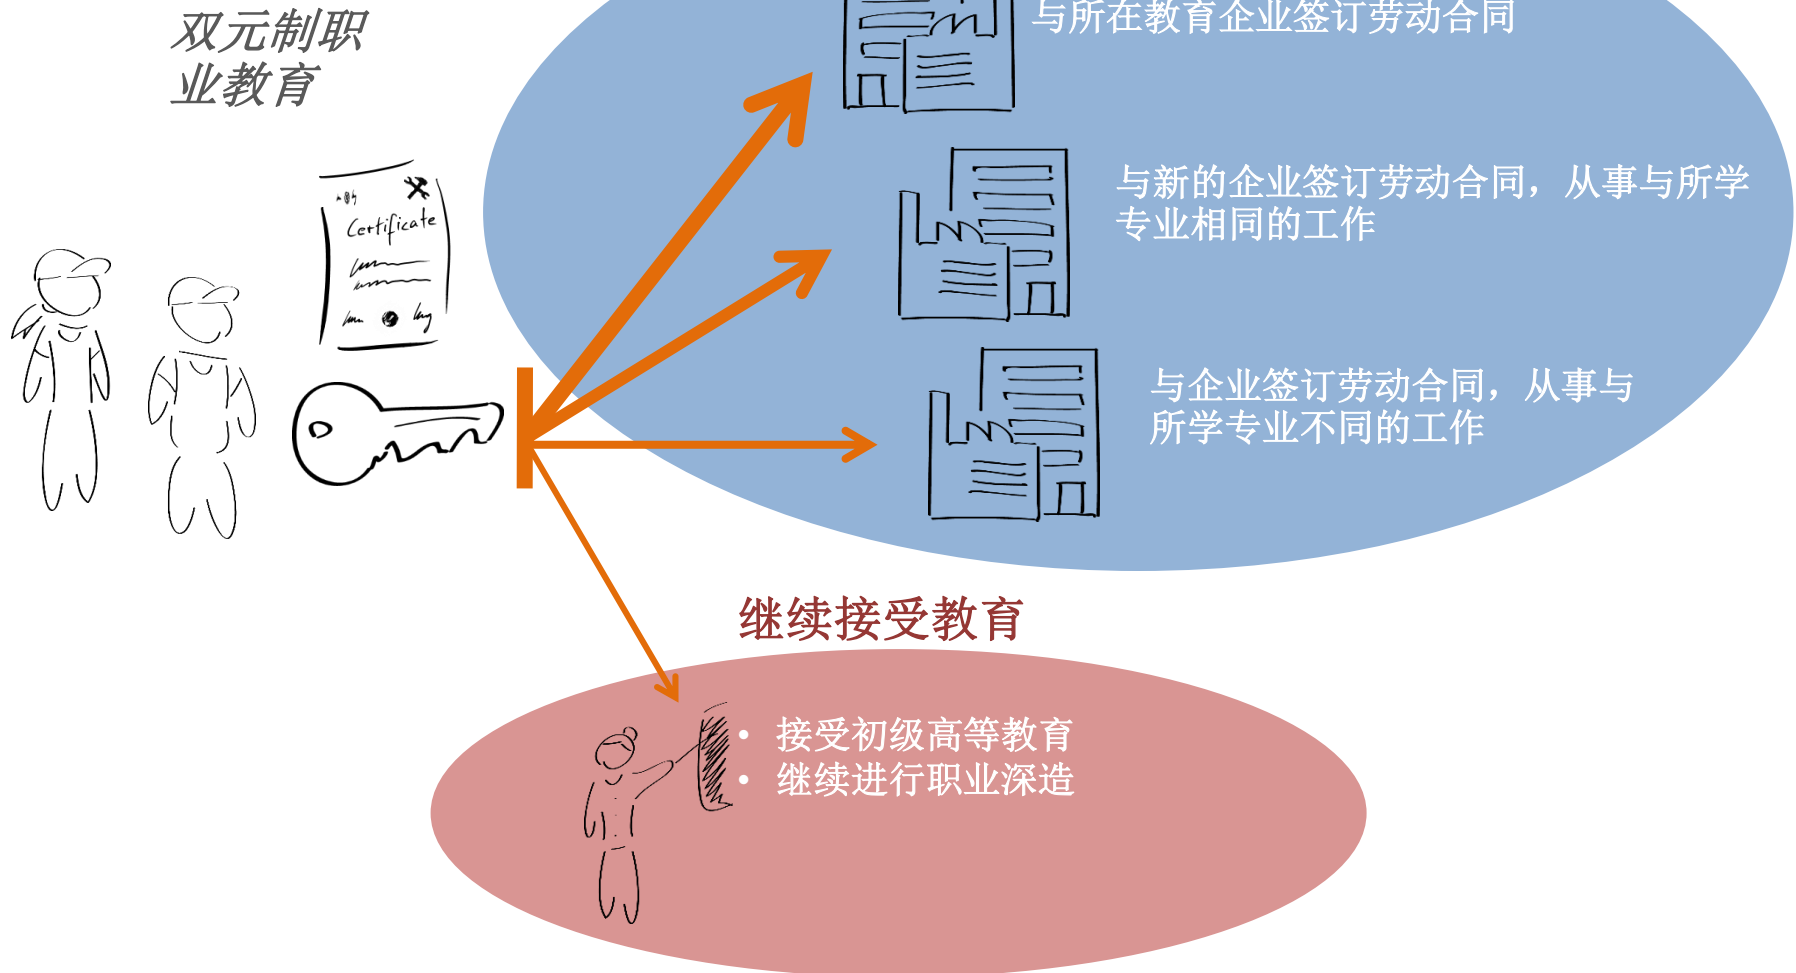 双元制职
业教育
与所在教育企业签订劳动合同
Certificate
与新的企业签订劳动合同，从事与所学
专业相同的工作
与企业签订劳动合同，从事与
所学专业不同的工作
继续接受教育
• 接受初级高等教育
• 继续进行职业深造